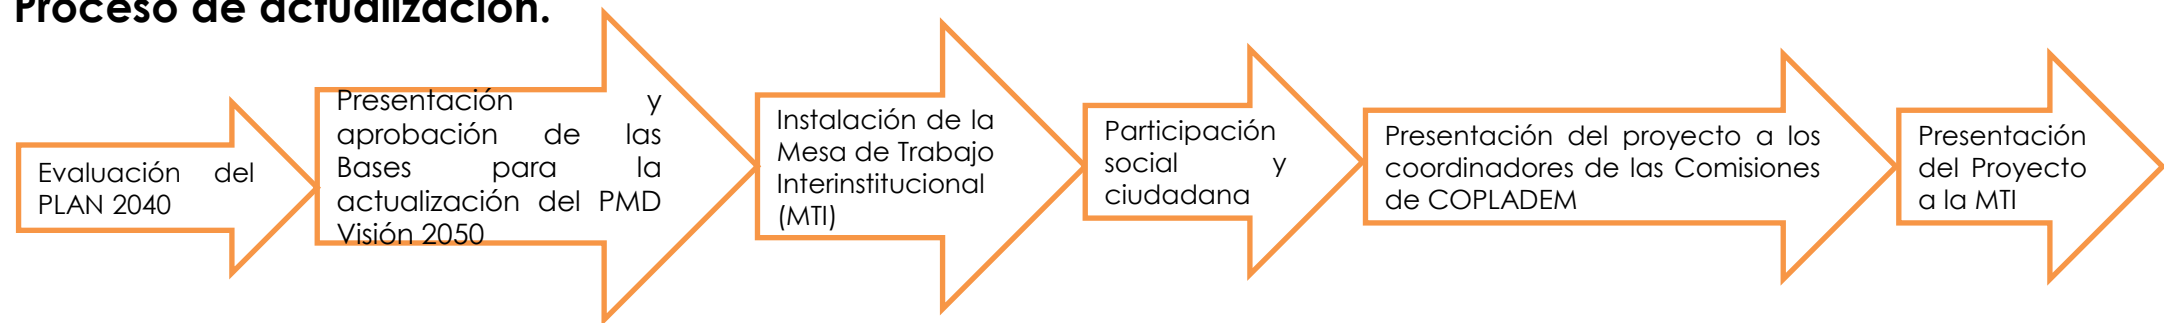 Proceso de actualización.
Evaluación del
PLAN 2040
Presentación y
aprobación de las
Bases para la
actualización del PMD
Visión 2050
Instalación de la
Mesa de Trabajo
Interinstitucional
(MTI)
Participación
social y
ciudadana
Presentación del proyecto a los
coordinadores de las Comisiones
de COPLADEM
Presentación
del Proyecto
a la MTI